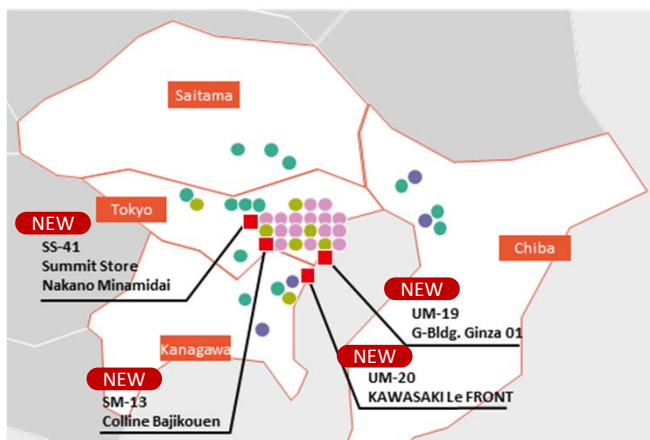 Saitama
Tokyo
Chiba
Kanagawa
NEW
SS-41
Summit Store
Nakano Minamidai
NEW
UM-19
G-Bldg. Ginza 01
NEW
UM-20
KAWASAKI Le FRONT
NEW
SM-13
Colline Bajikouen